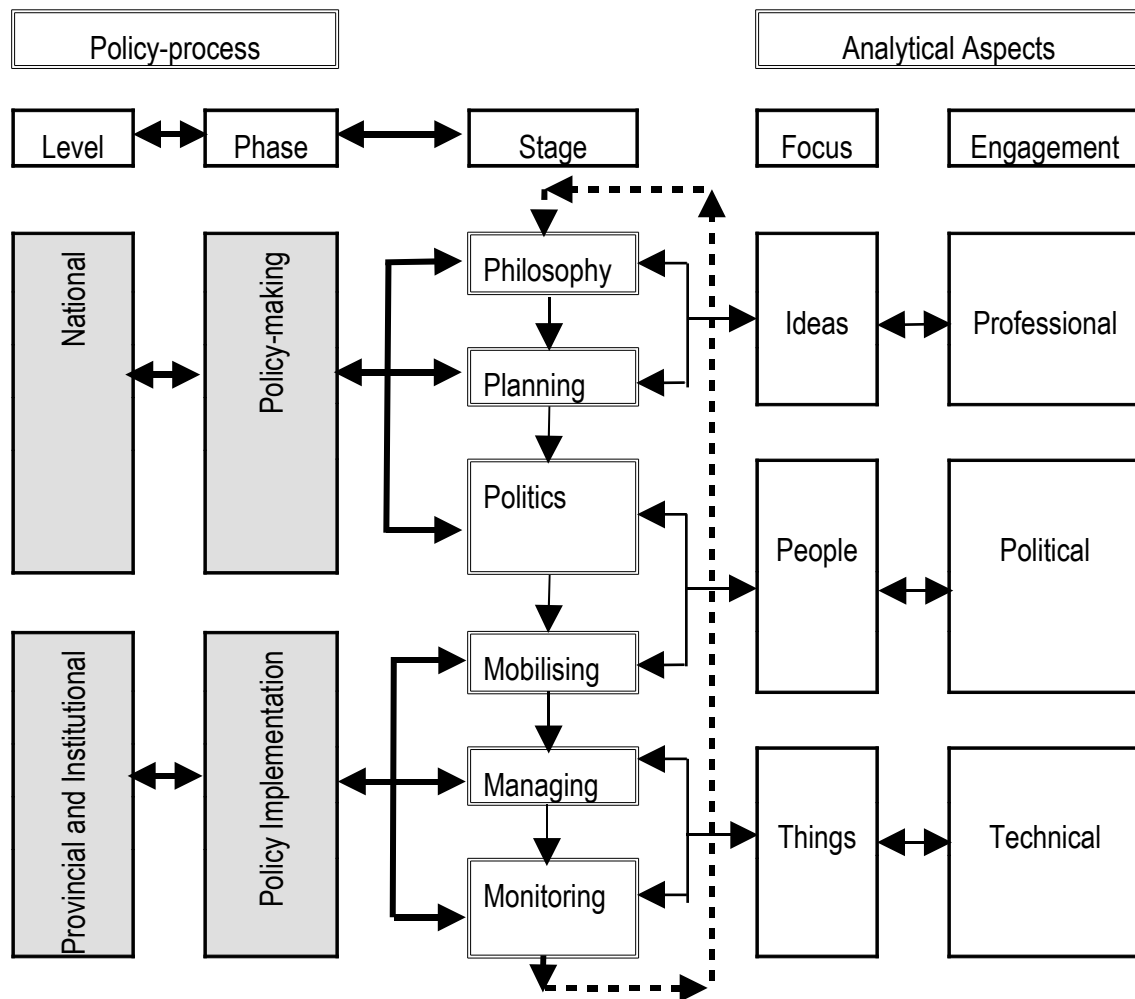 Policy-process
Analytical Aspects
Level
Phase
Stage
Focus
Engagement
National
Policy-making
Philosophy
Planning
Politics
Ideas
Professional
People
Political
Provincial and Institutional
Policy Implementation
Mobilising
Managing
Monitoring
Things
Technical